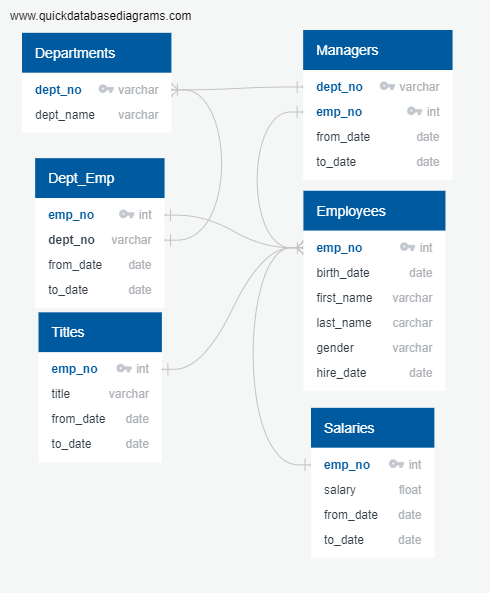 www.quickdatabasediagrams.com
Departments
dept_no varchar
dept_name varchar
Managers
dept_no varchar
emp_no int
from_date date
to_date date
Dept_Emp
emp_no int
dept_no varchar
from_date date
to_date date
Employees
emp_no int
birth_date date
first_name varchar
last_name carchar
gender varchar
hire_date date
Titles
emp_no int
title varchar
from_date date
to_date date
Salaries
emp_no int
salary float
from_date date
to_date date